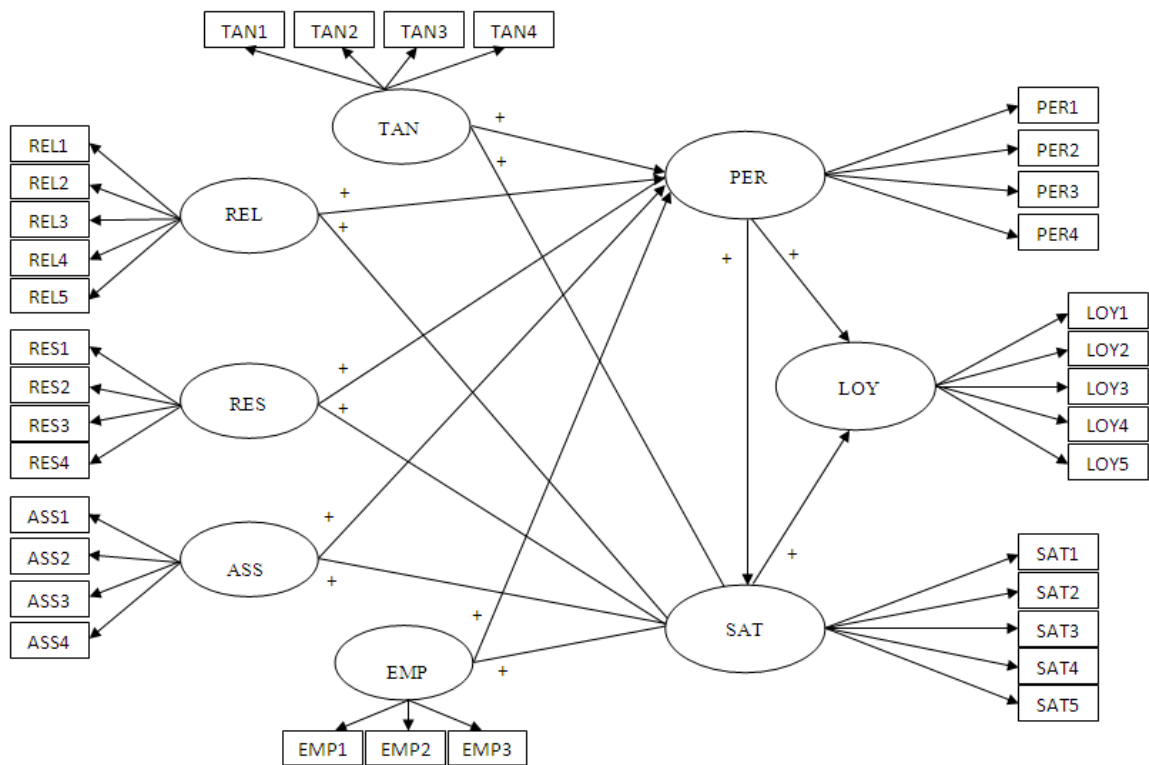 TAN1 TAN2 TAN3 TAN4
TAN
+
+
REL1
REL2
REL3
REL4
REL5
REL
+
+
RES1
RES2
RES3
RES4
RES
+
+
ASS1
ASS2
ASS3
ASS4
ASS
+
+
EMP
+
+
EMP1 EMP2 EMP3
PER
+
+
PER1
PER2
PER3
PER4
LOY
LOY1
LOY2
LOY3
LOY4
LOY5
+
SAT
SAT1
SAT2
SAT3
SAT4
SAT5